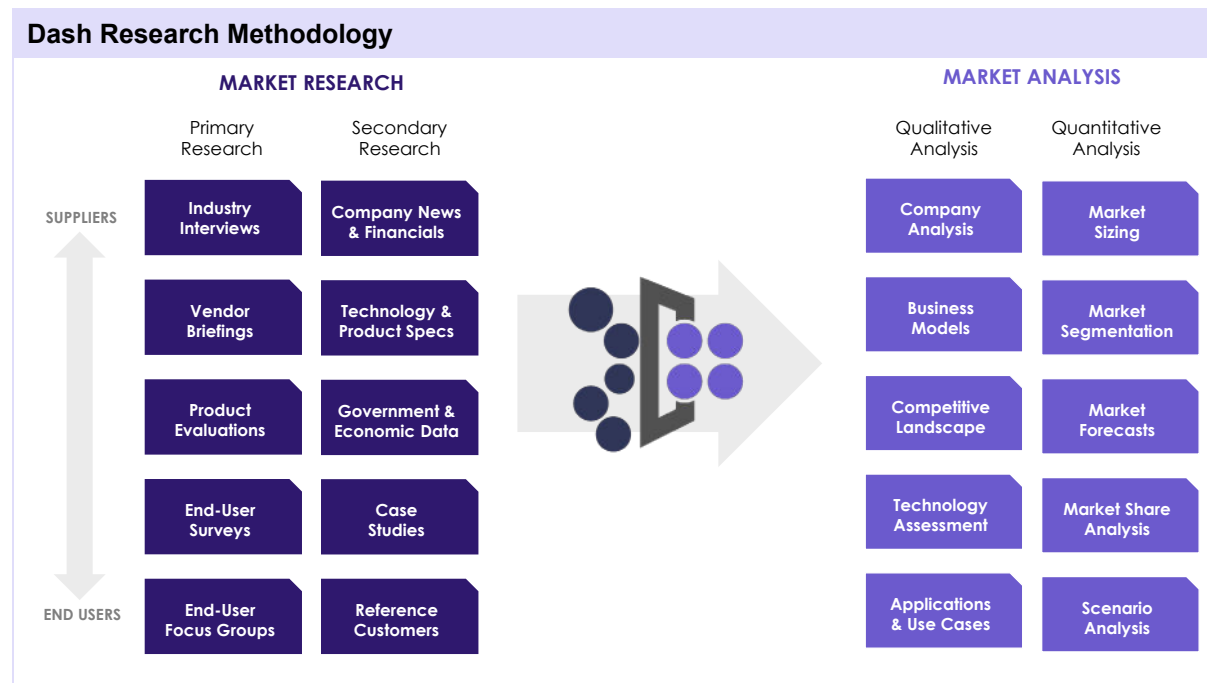 Dash Research Methodology
MARKET RESEARCH
MARKET ANALYSIS
Primary
Research
Secondary
Research
Qualitative
Analysis
Quantitative
Analysis
SUPPLIERS
Industry
Interviews
Company News
& Financials
Company
Analysis
Market
Sizing
Vendor
Briefings
Technology &
Product Specs
Business
Models
Market
Segmentation
Product
Evaluations
Government &
Economic Data
Competitive
Landscape
Market
Forecasts
End-User
Surveys
Case
Studies
Technology
Assessment
Market Share
Analysis
END USERS
End-User
Focus Groups
Reference
Customers
Applications
& Use Cases
Scenario
Analysis